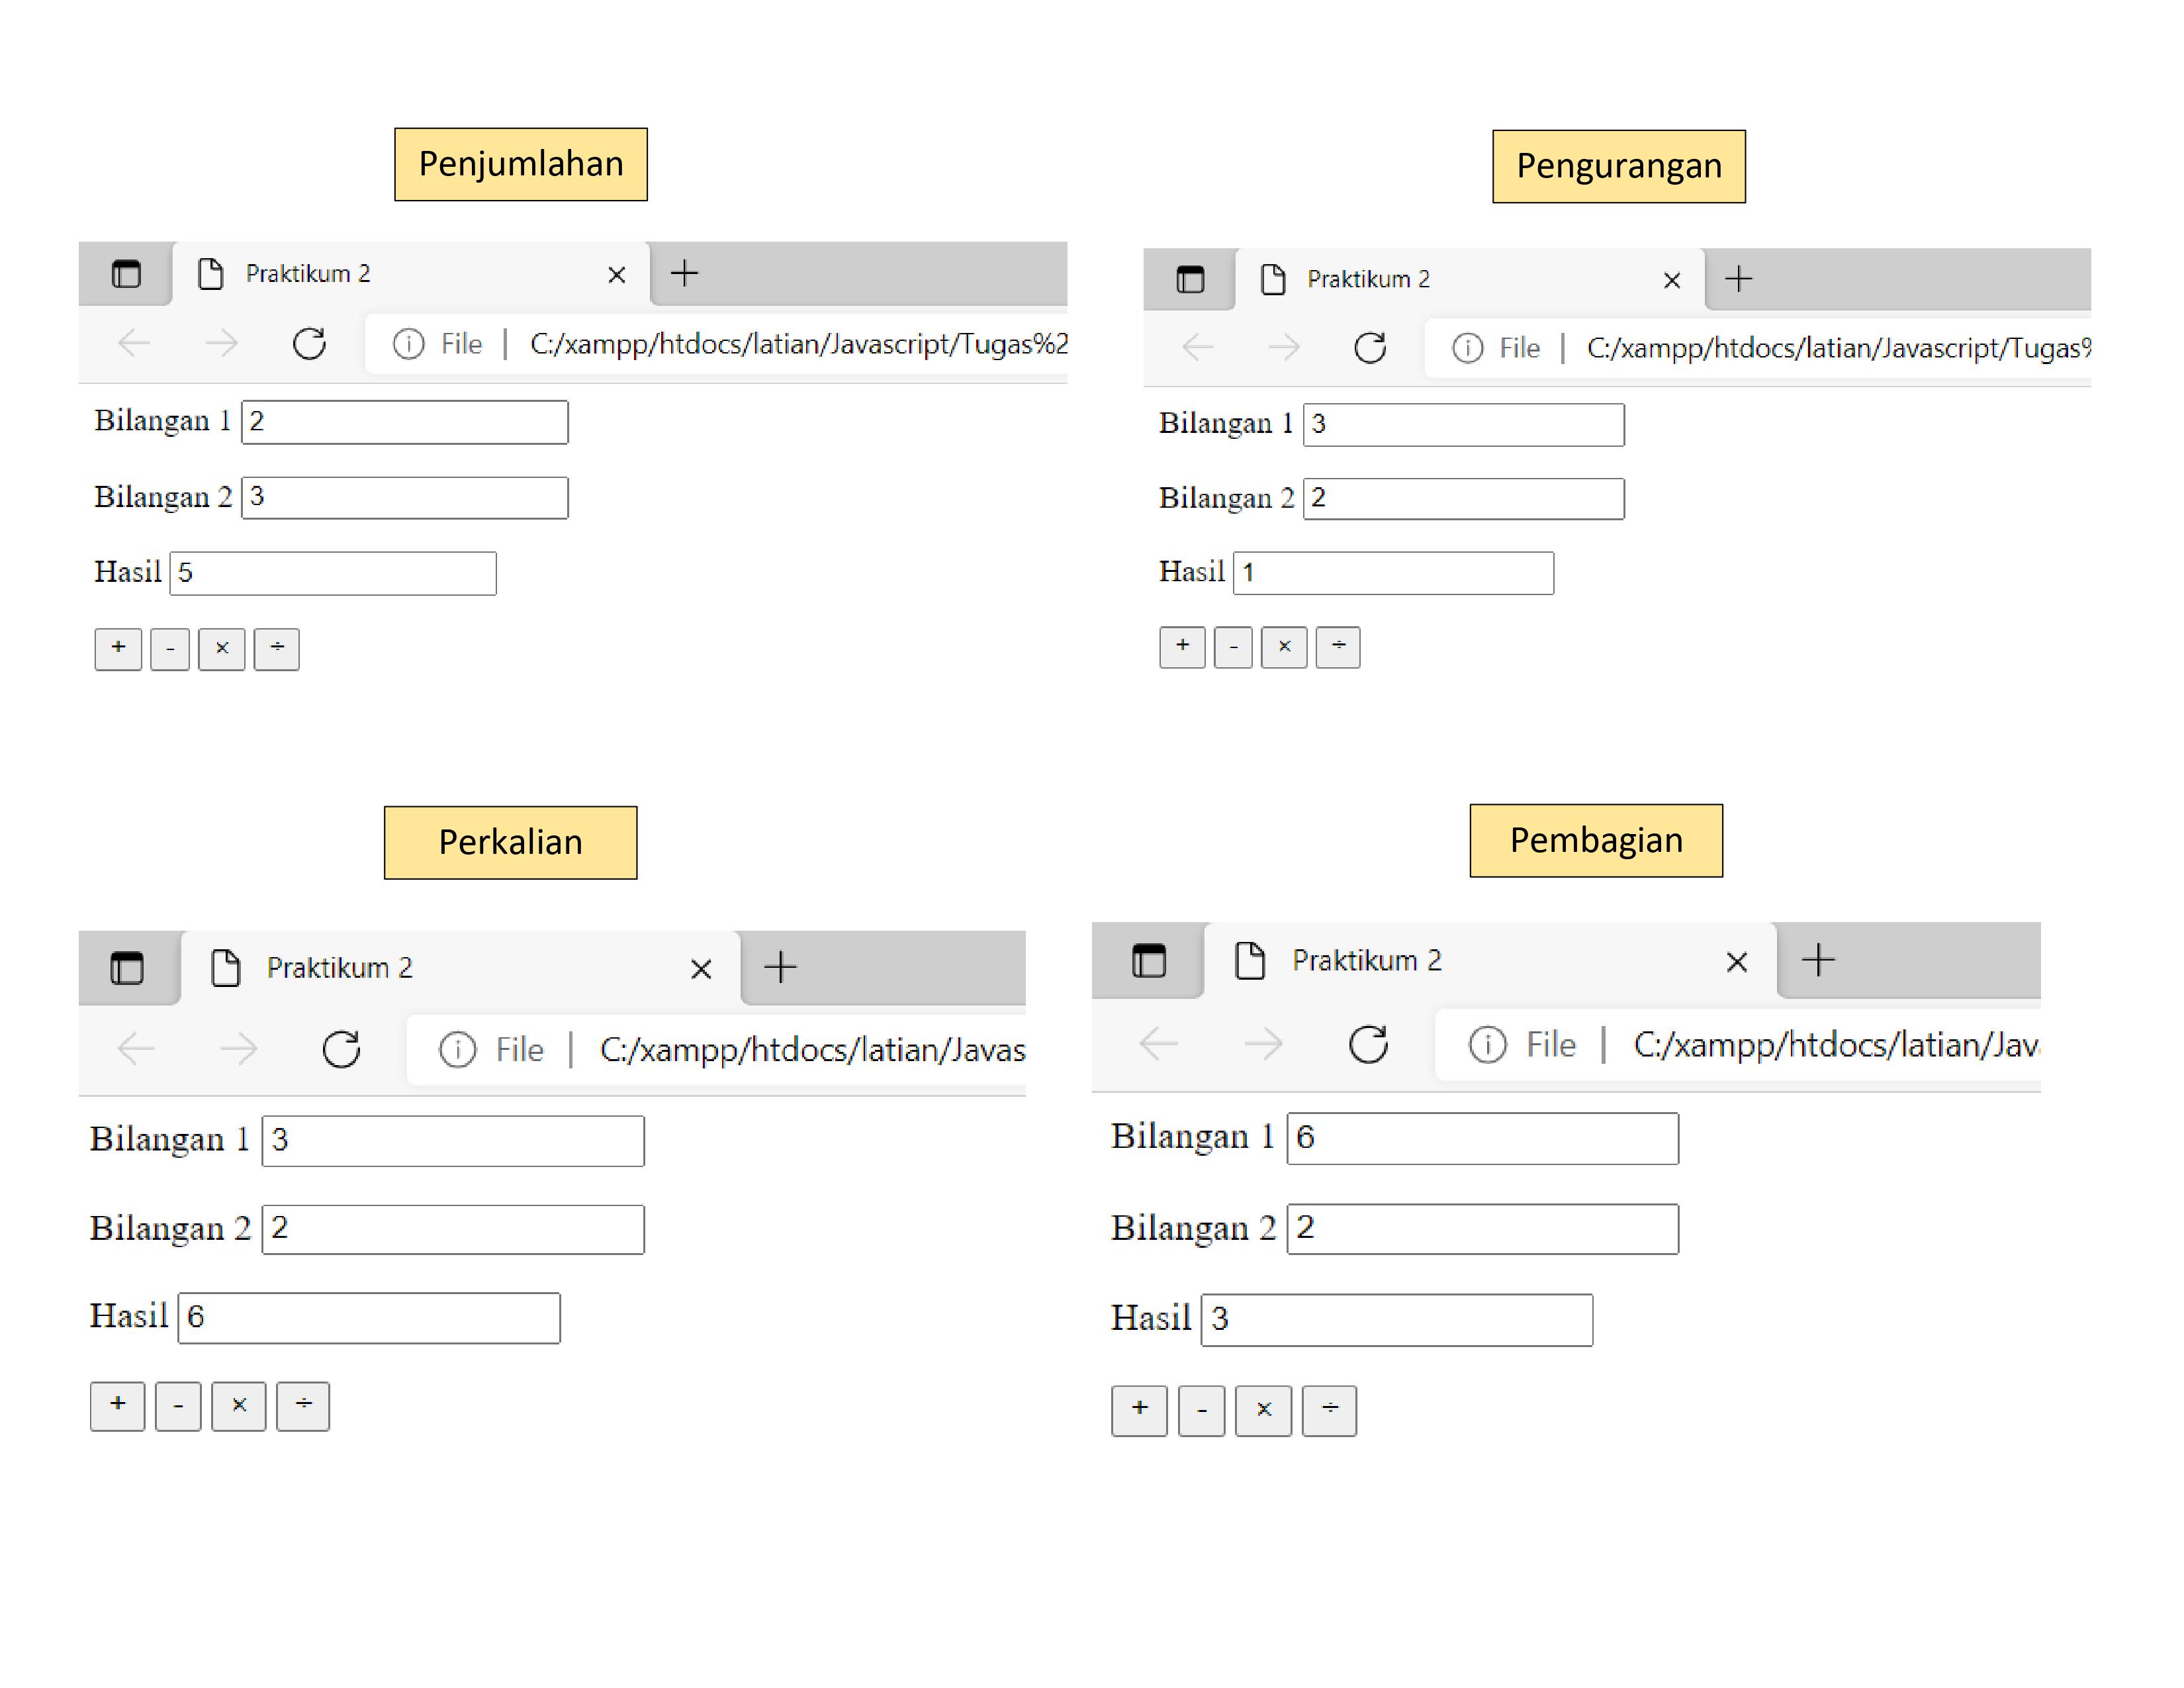 Penjumlahan
Praktikum 2
File | C:/xampp/htdocs/latian/Javascript/Tugas%2
Bilangan 1 2
Bilangan 2 3
Hasil 5
+ - × ÷
Pengurangan
Praktikum 2
File | C:/xampp/htdocs/latian/Javascript/Tugas%
Bilangan 1 3
Bilangan 2 2
Hasil 1
+ - × ÷
Perkalian
Praktikum 2
File | C:/xampp/htdocs/latian/Javas
Bilangan 1 3
Bilangan 2 2
Hasil 6
+ - × ÷
Pembagian
Praktikum 2
File | C:/xampp/htdocs/latian/Jav
Bilangan 1 6
Bilangan 2 2
Hasil 3
+ - × ÷